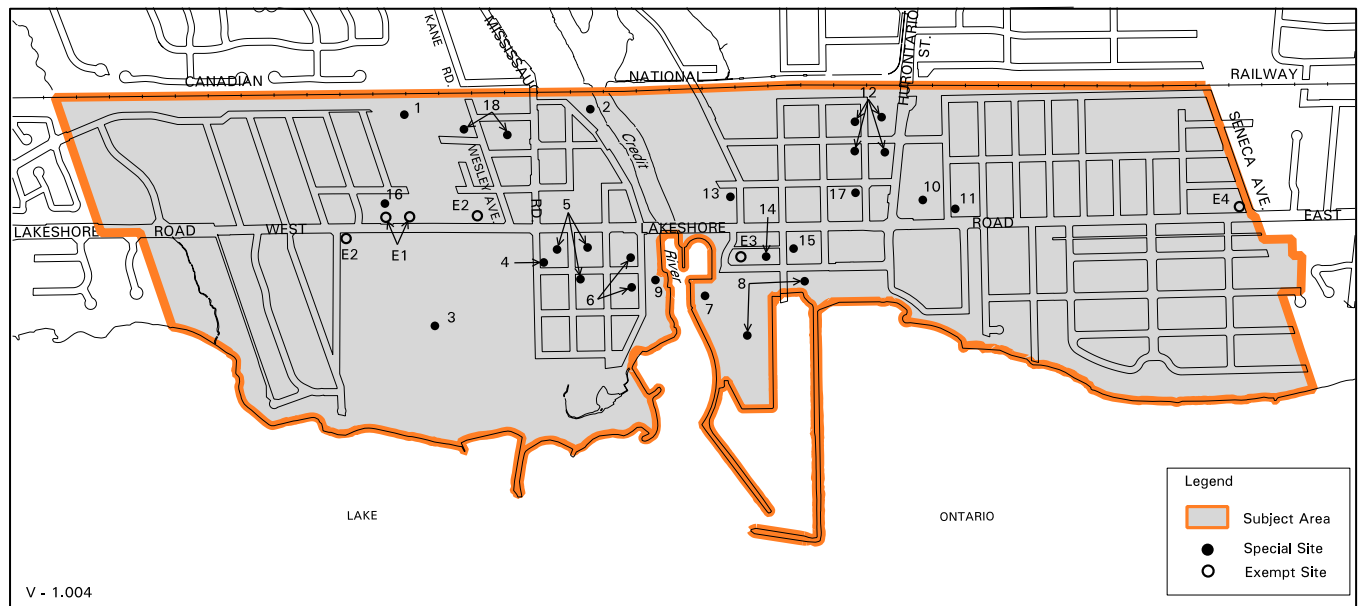 KANE RD.
MISSISSAU
HURONTARIO ST.
CANADIAN
NATIONAL
RAILWAY
1
18
2
12
Credit
SENECA AVE.
WESLEY AVE.
16
13
17
10
11
E2
5
14
E4
LAKESHORE
ROAD
WEST
RD.
LAKESHORE
ROAD
EAST
E2
E1
4
River
E3
15
6
9
7
8
3
LAKE
ONTARIO
Legend
Subject Area
Special Site
Exempt Site
V - 1.004